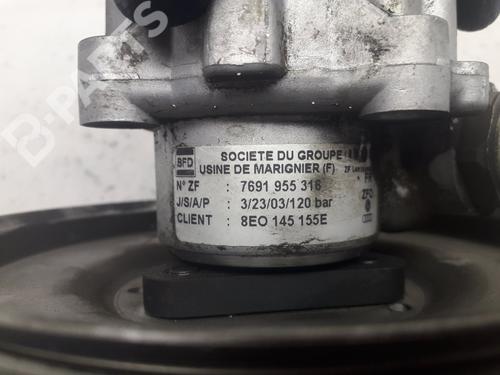 B-PARTS
BFD
SOCIETE DU GROUPE
USINE DE MARIGNIER (F)
N° ZF : 7691 955 316
J/S/A/P : 3/23/03/120 bar
CLIENT : 8EO 145 155E